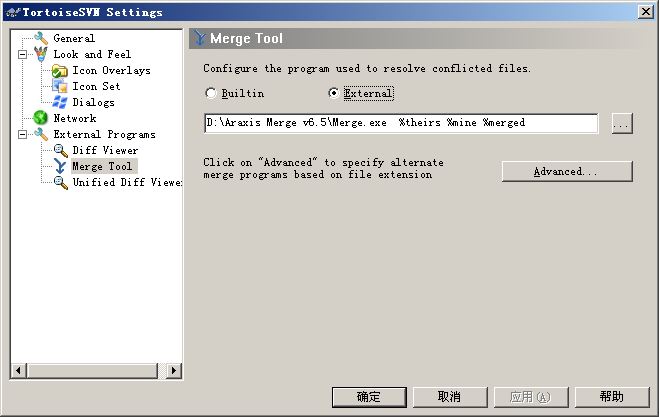 TortoiseSVN Settings
General
Look and Feel
Icon Overlays
Icon Set
Dialogs
Network
External Programs
Diff Viewer
Merge Tool
Unified Diff Viewer
Merge Tool
Configure the program used to resolve conflicted files.
Builtin External
D:\Araxis Merge v6.5\Merge.exe  %theirs %mine %merged
...
Click on "Advanced" to specify alternate
merge programs based on file extension
Advanced...
确定 取消 应用(A) 帮助